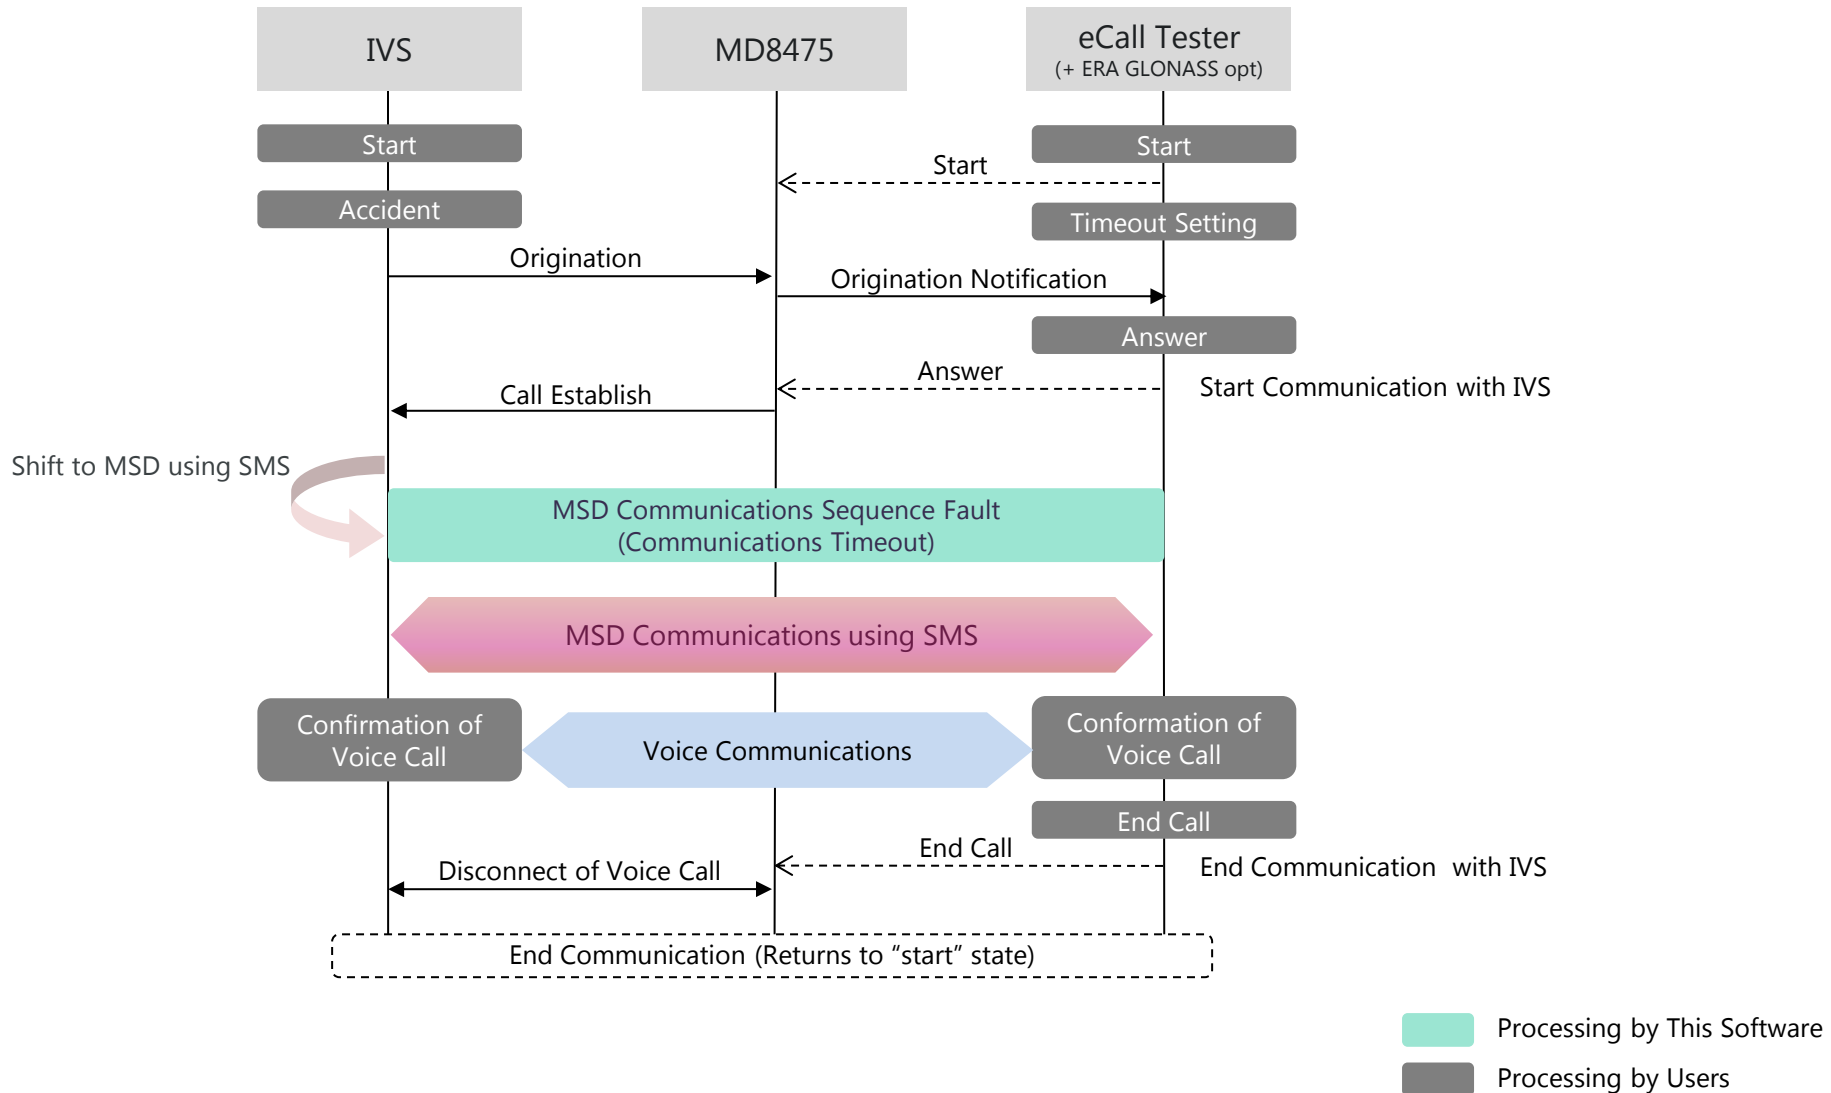 IVS
MD8475
eCall Tester
(+ ERA GLONASS opt)
Start
Start
Start
Accident
Timeout Setting
Origination
Origination Notification
Answer
Answer
Start Communication with IVS
Call Establish
Shift to MSD using SMS
MSD Communications Sequence Fault
(Communications Timeout)
MSD Communications using SMS
Confirmation of
Voice Call
Voice Communications
Conformation of
Voice Call
End Call
End Call
End Communication  with IVS
Disconnect of Voice Call
End Communication (Returns to “start” state)
Processing by This Software
Processing by Users